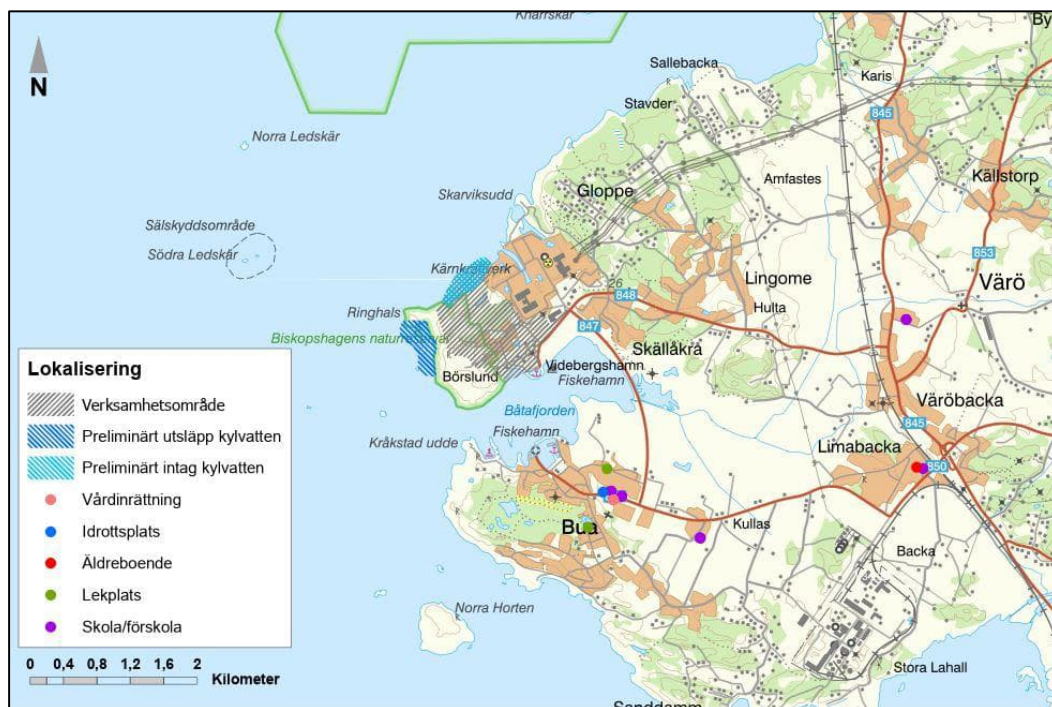 Knarrskär
By
Sallebacka
Karis
Stavder
845
N
Norra Ledskär
Amfastes
Källstorp
Skarviksudd
Gloppe
Sälskyddsområde
Södra Ledskär
853
Kärnkraftverk
Lingome
Värö
26
848
Hulta
Ringhals
847
Biskopshagens naturreservat
Skällåkra
Videbergshamn
Börslund
Fiskehamn
Lokalisering
Verksamhetsområde
Preliminärt utsläpp kylvatten
Preliminärt intag kylvatten
Vårdinrättning
Idrottsplats
Äldreboende
Lekplats
Skola/förskola
Båtafjorden
Väröbacka
Fiskehamn
845
Kråkstad udde
Limabacka
850
Kullas
Bua
Backa
Norra Horten
Stora Lahall
0 0,4 0,8 1,2 1,6 2
Kilometer
Sanddamm